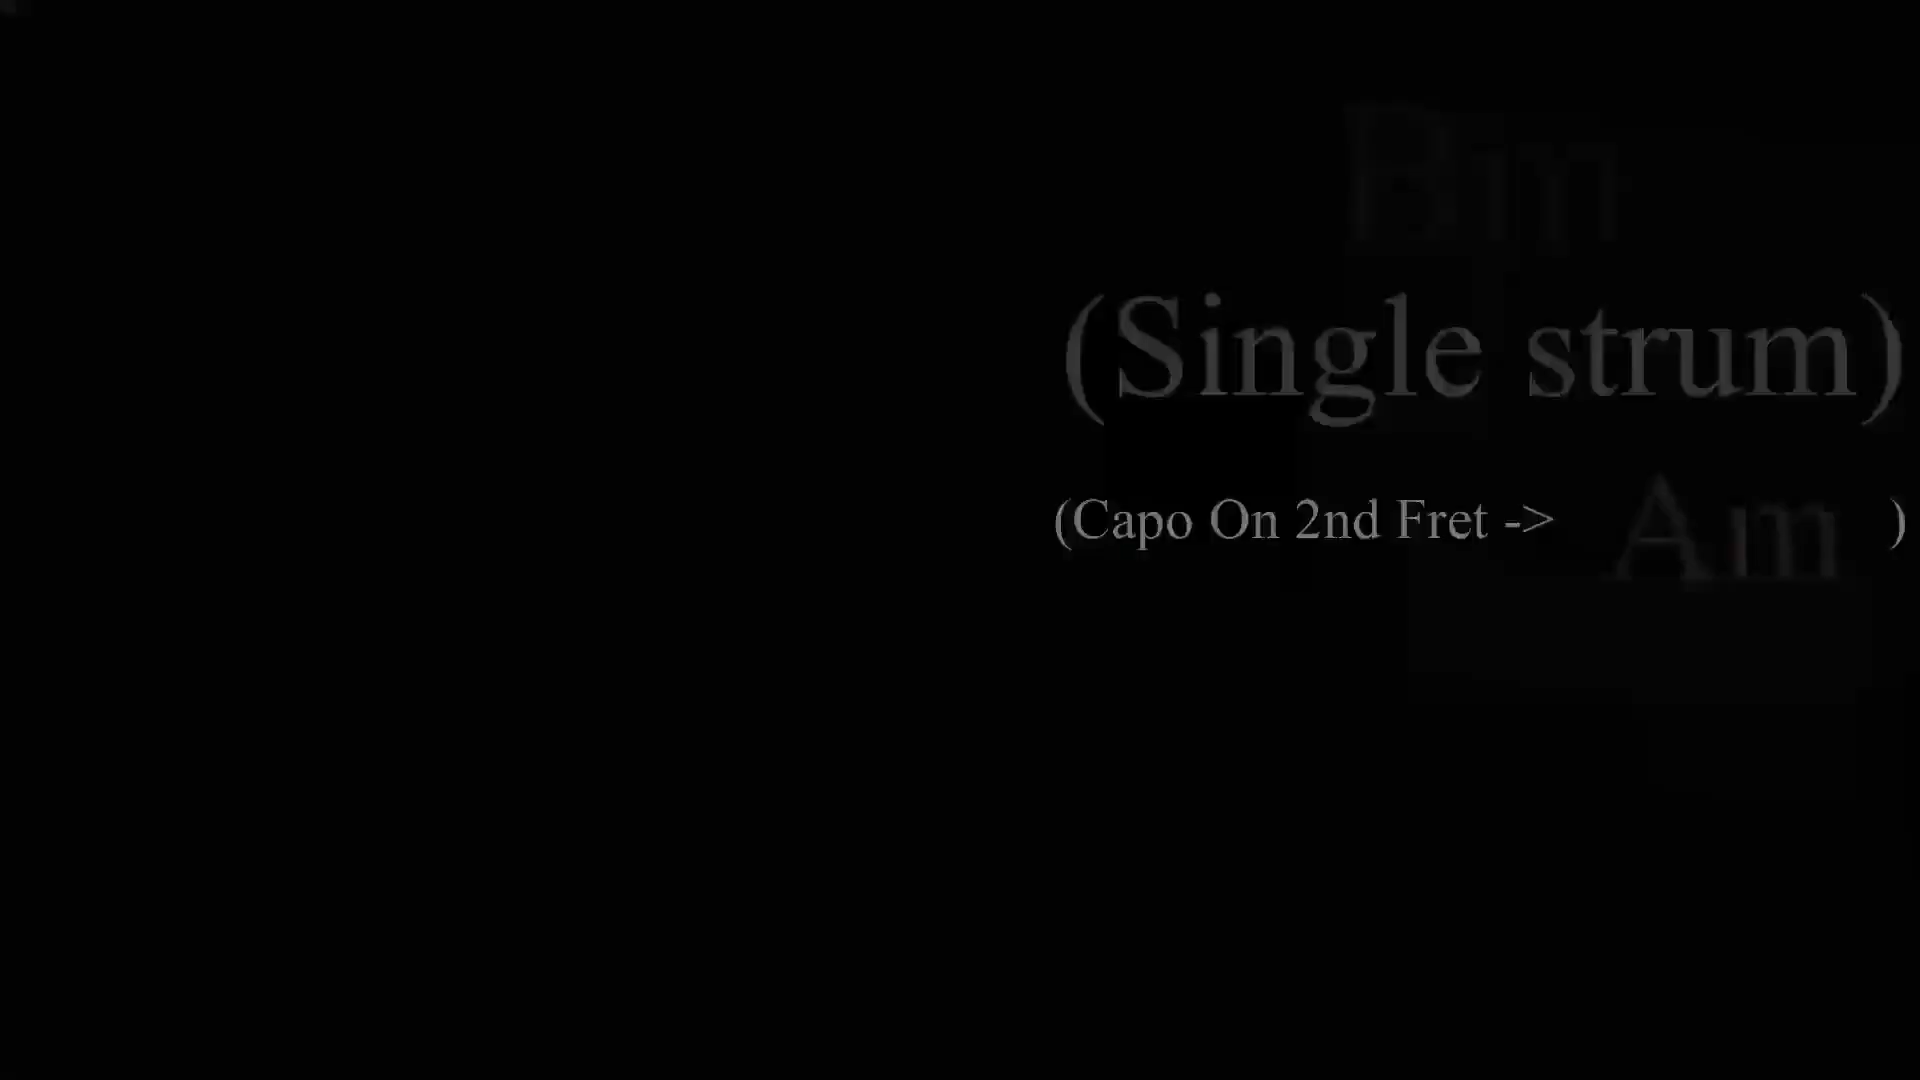 Bm
(Single strum)
(Capo On 2nd Fret -> Am )